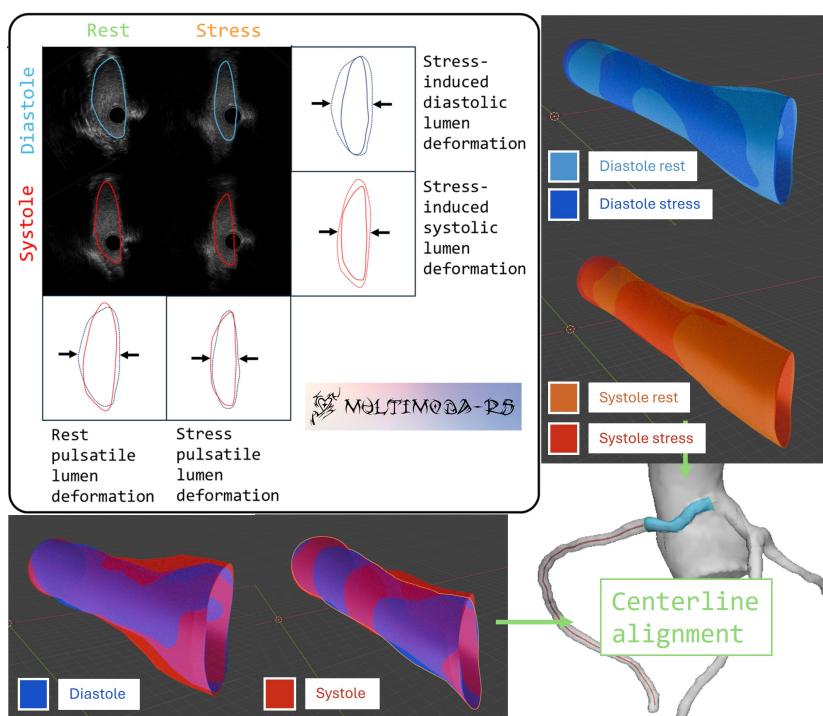 Rest
Stress
Diastole
Systole
Stress-
induced
diastolic
lumen
deformation
Stress-
induced
systolic
lumen
deformation
Rest
pulsatile
lumen
deformation
Stress
pulsatile
lumen
deformation
MULTIMODA-RS
Diastole rest
Diastole stress
Systole rest
Systole stress
Diastole
Systole
Centerline
alignment